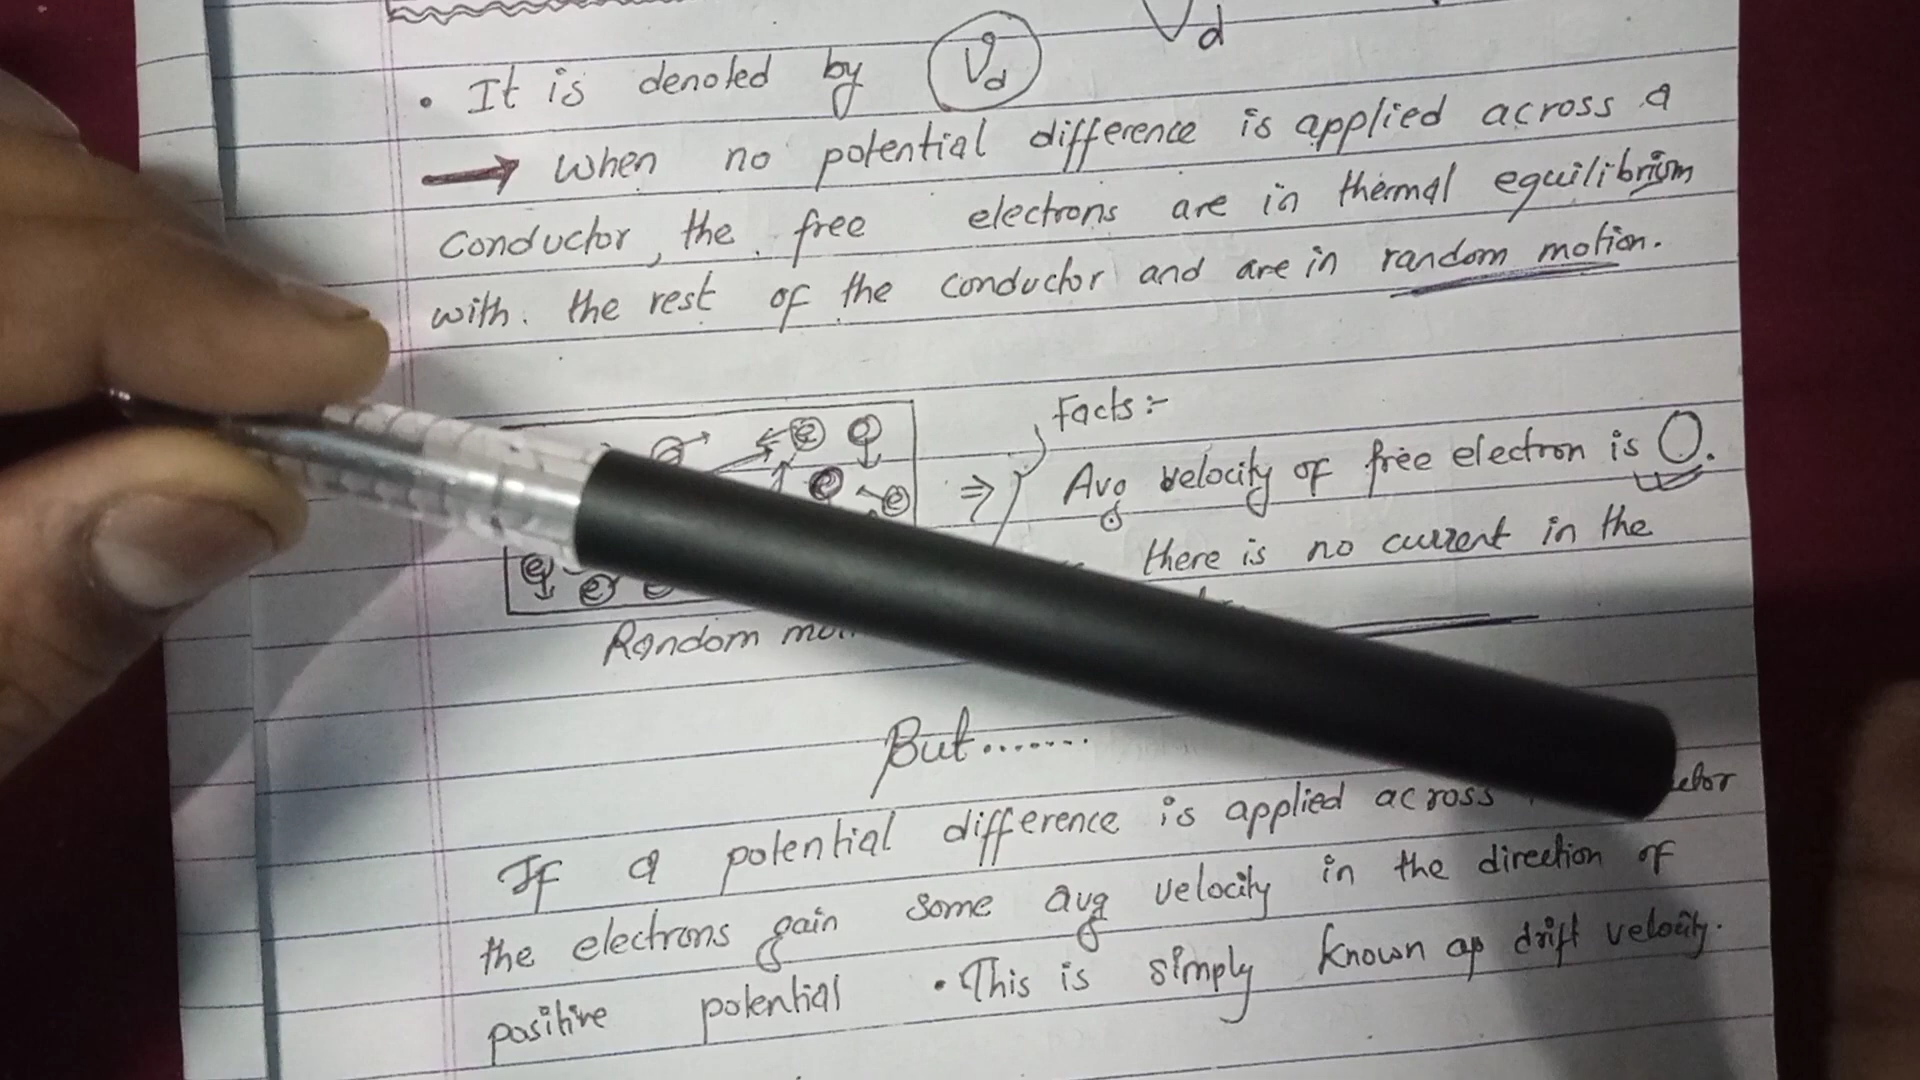 Vd
• It is denoted by Vd
→ When no potential difference is applied across a
conductor, the free electrons are in thermal equilibrium
with. the rest of the conductor and are in random motion.
Facts :-
⇒ Avg velocity of free electron is 0.
there is no current in the
Random
But.......
If a potential difference is applied across
the electrons gain some avg velocity in the direction of
positive potential. This is simply known as drift velocity.